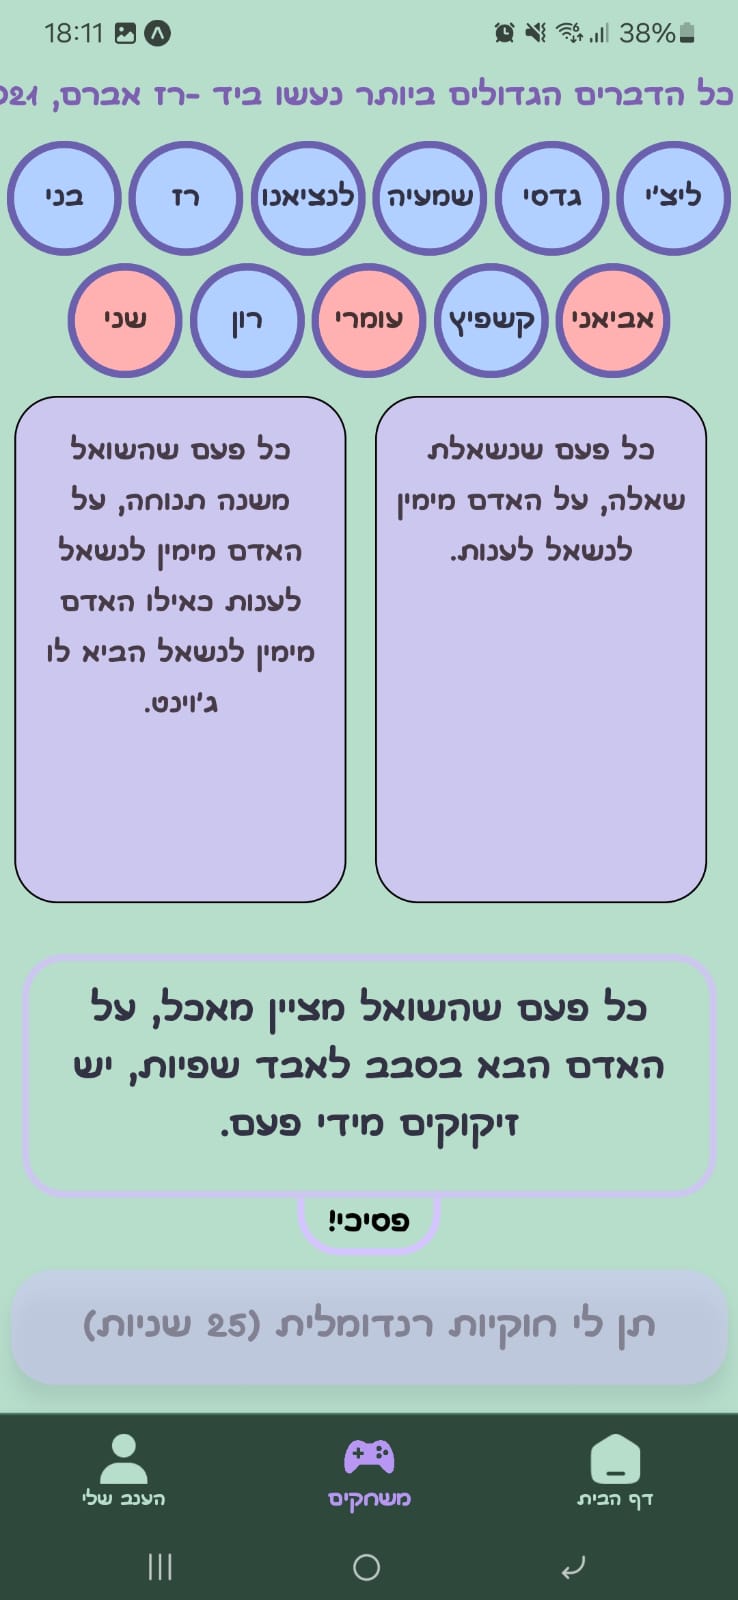 18:11
38%
כל הדברים הגדולים ביותר נעשו ביד -רז אברם,
ליצ'י גדסי שמעיה לנציאנו רז בני
אביאני קשפיץ עומרי רון שני
כל פעם שנשאלת
שאלה, על האדם מימין
לנשאל לענות.
כל פעם שהשואל
משנה תנוחה, על
האדם מימין לנשאל
לענות כאילו האדם
מימין לנשאל הביא לו
ג'וינט.
כל פעם שהשואל מציין מאכל, על
האדם הבא בסבב לאבד שפיות, יש
זיקוקים מידי פעם.
פסיכי!
תן לי חוקיות רנדומלית (25 שניות)
דף הבית משחקים הענב שלי